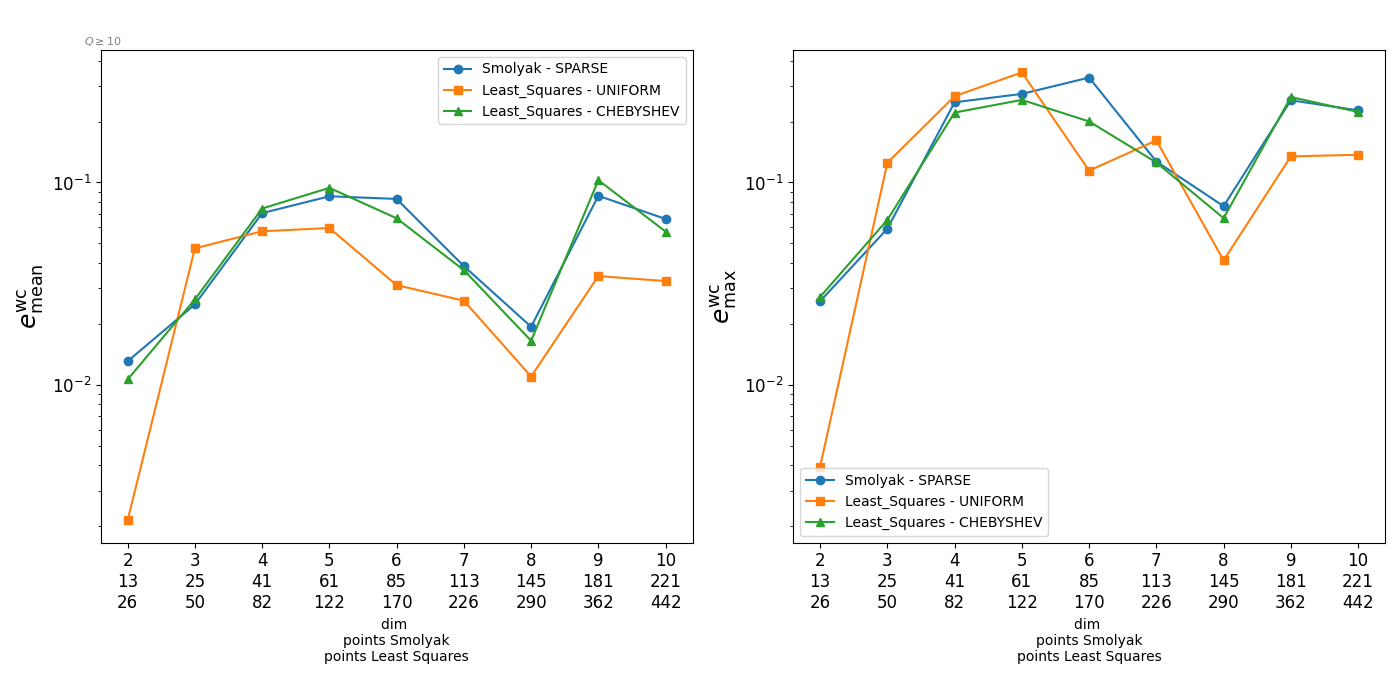 Q ≥ 10
Smolyak - SPARSE
Least_Squares - UNIFORM
Least_Squares - CHEBYSHEV
10⁻¹
10⁻²
e^wc_mean
2 3 4 5 6 7 8 9 10
13 25 41 61 85 113 145 181 221
26 50 82 122 170 226 290 362 442
dim
points Smolyak
points Least Squares
10⁻¹
10⁻²
e^wc_max
Smolyak - SPARSE
Least_Squares - UNIFORM
Least_Squares - CHEBYSHEV
2 3 4 5 6 7 8 9 10
13 25 41 61 85 113 145 181 221
26 50 82 122 170 226 290 362 442
dim
points Smolyak
points Least Squares